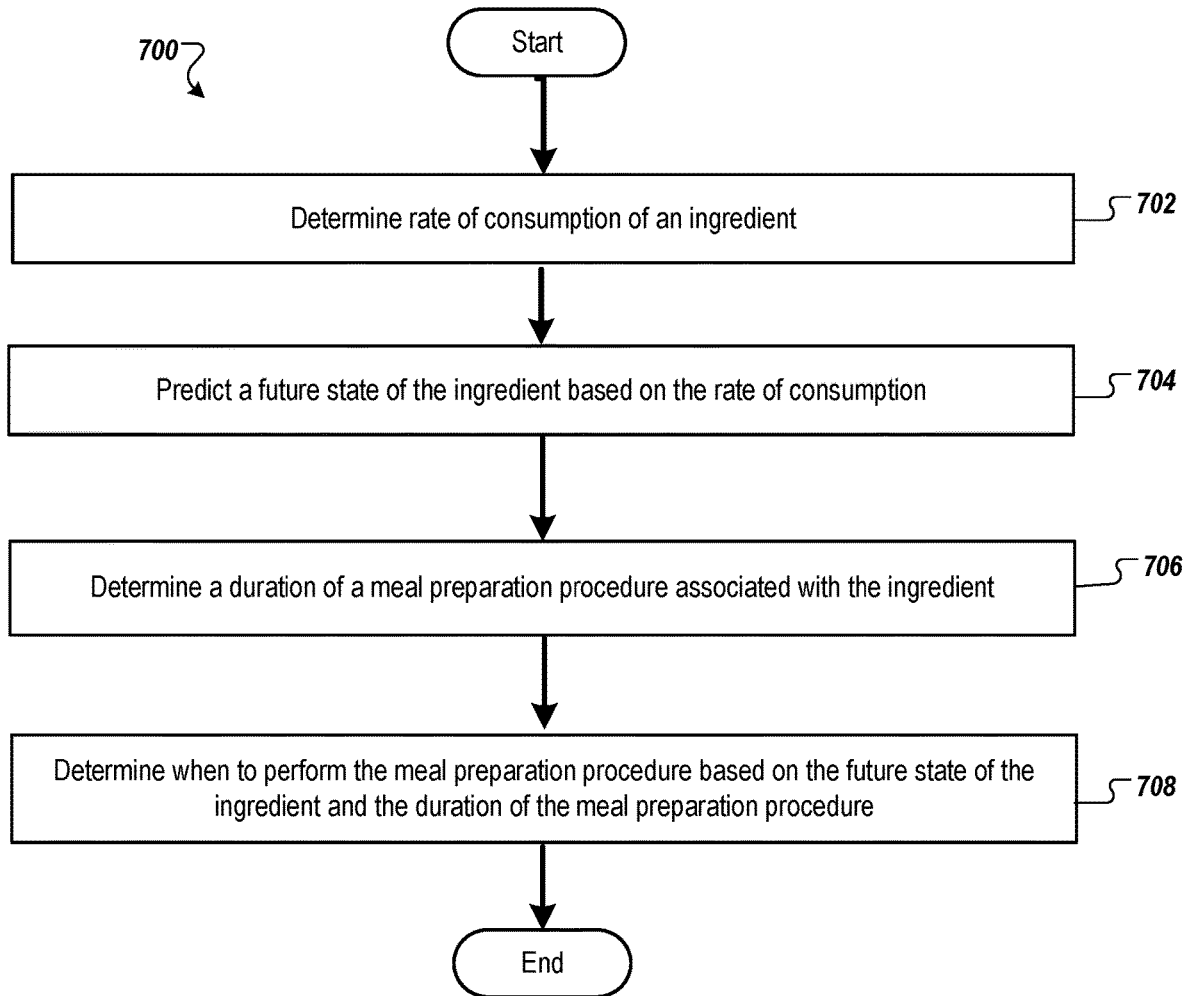 700
Start
Determine rate of consumption of an ingredient
702
Predict a future state of the ingredient based on the rate of consumption
704
Determine a duration of a meal preparation procedure associated with the ingredient
706
Determine when to perform the meal preparation procedure based on the future state of the
ingredient and the duration of the meal preparation procedure
708
End